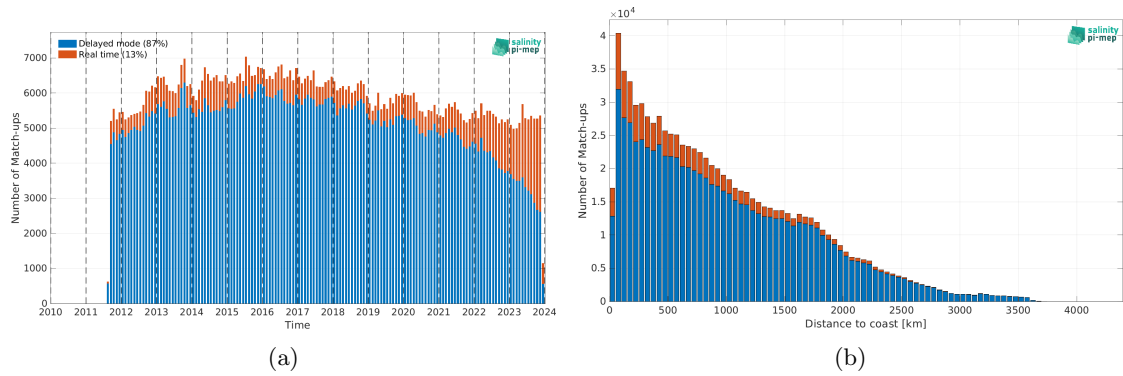 Delayed mode (87%)
Real time (13%)
salinity
pi-mep
Number of Match-ups
7000
6000
5000
4000
3000
2000
1000
0
2010 2011 2012 2013 2014 2015 2016 2017 2018 2019 2020 2021 2022 2023 2024
Time
(a)
×10⁴
salinity
pi-mep
Number of Match-ups
4
3.5
3
2.5
2
1.5
1
0.5
0
0 500 1000 1500 2000 2500 3000 3500 4000
Distance to coast [km]
(b)